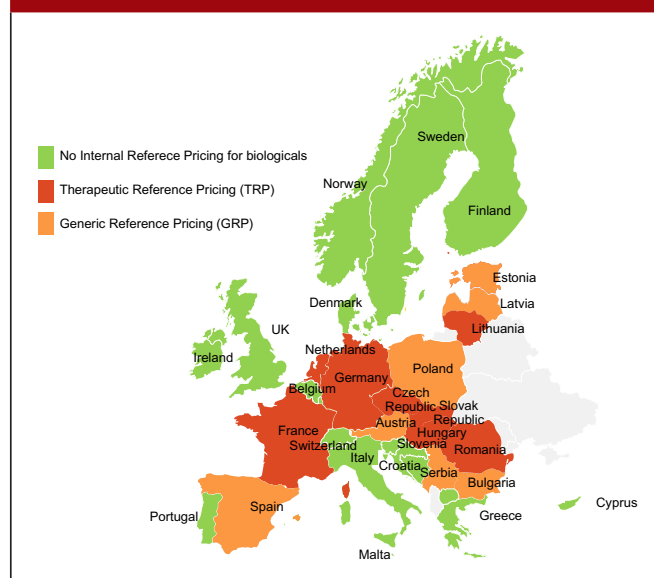 Sweden
No Internal Referece Pricing for biologicals
Therapeutic Reference Pricing (TRP)
Norway
Finland
Generic Reference Pricing (GRP)
Estonia
Denmark
Latvia
UK
Lithuania
Ireland
Netherlands
Poland
Germany
Belgium
Czech
Republic
Slovak
Republic
Austria
France
Hungary
Switzerland
Slovenia
Italy
Romania
Croatia
Serbia
Bulgaria
Spain
Portugal
Greece
Cyprus
Malta